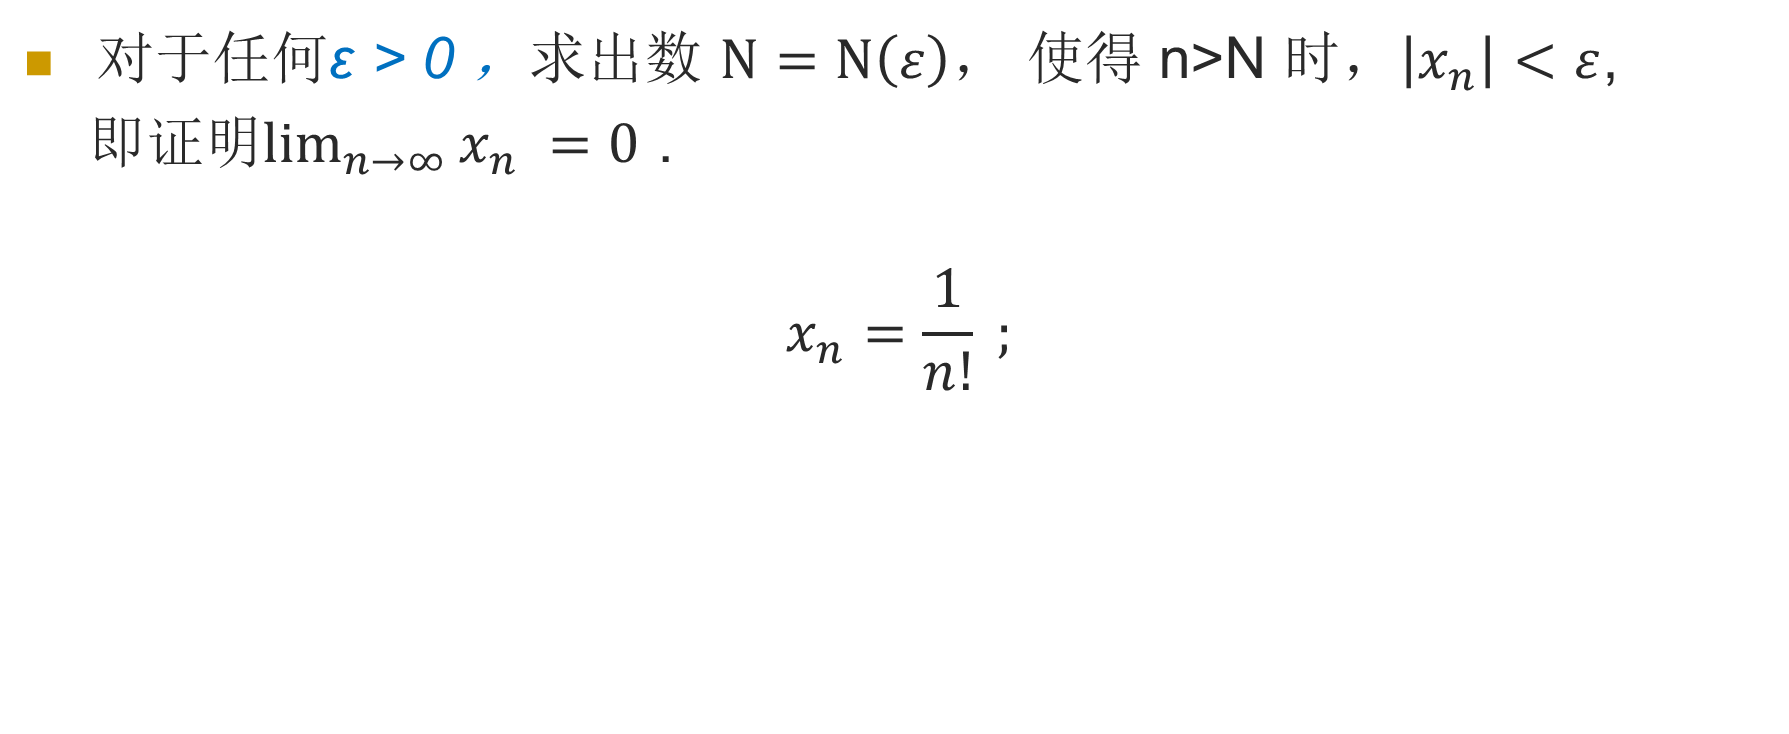 对于任何ε > 0 ，求出数 N = N(ε)， 使得 n>N 时，|xₙ| < ε,
即证明limₙ→∞ xₙ = 0 .
xₙ = 1/n! ;